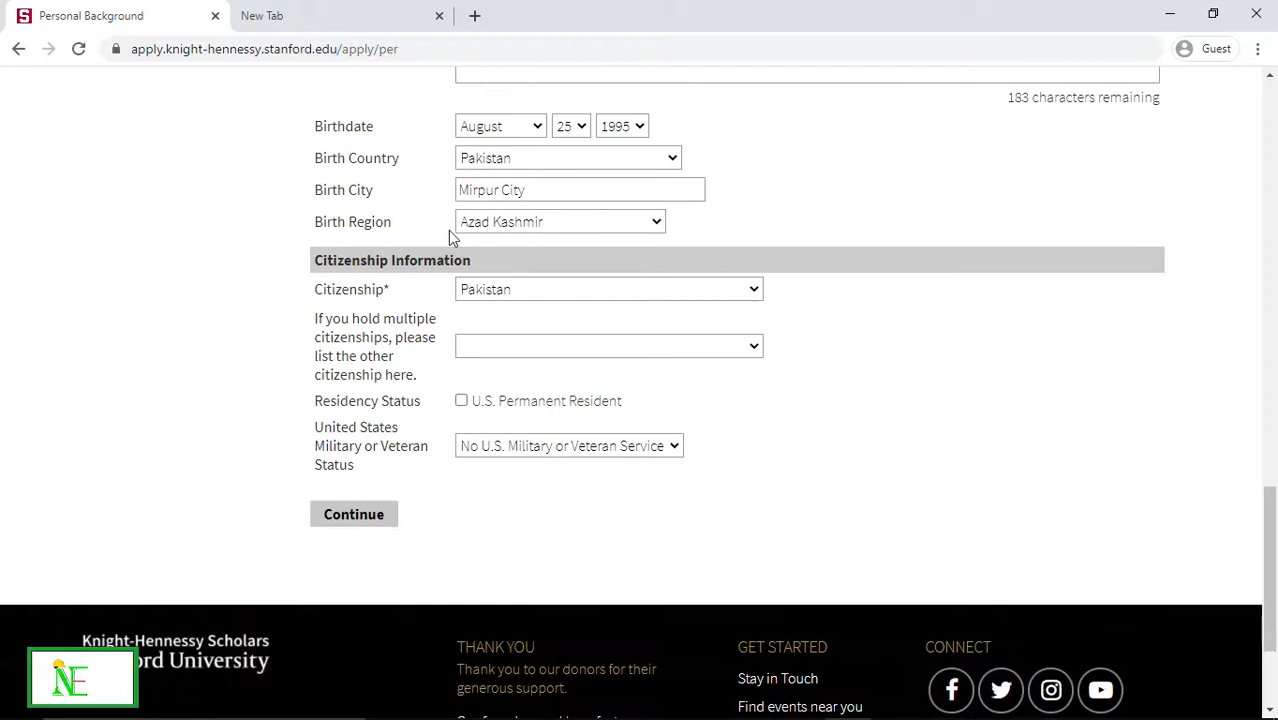 Personal Background
New Tab
apply.knight-hennessy.stanford.edu/apply/per
Guest
183 characters remaining
Birthdate August 25 1995
Birth Country Pakistan
Birth City Mirpur City
Birth Region Azad Kashmir
Citizenship Information
Citizenship* Pakistan
If you hold multiple
citizenships, please
list the other
citizenship here.
Residency Status U.S. Permanent Resident
United States
Military or Veteran
Status
No U.S. Military or Veteran Service
Continue
Knight-Hennessy Scholars
ford University
NE
THANK YOU
Thank you to our donors for their
generous support.
GET STARTED
Stay in Touch
Find events near you
CONNECT